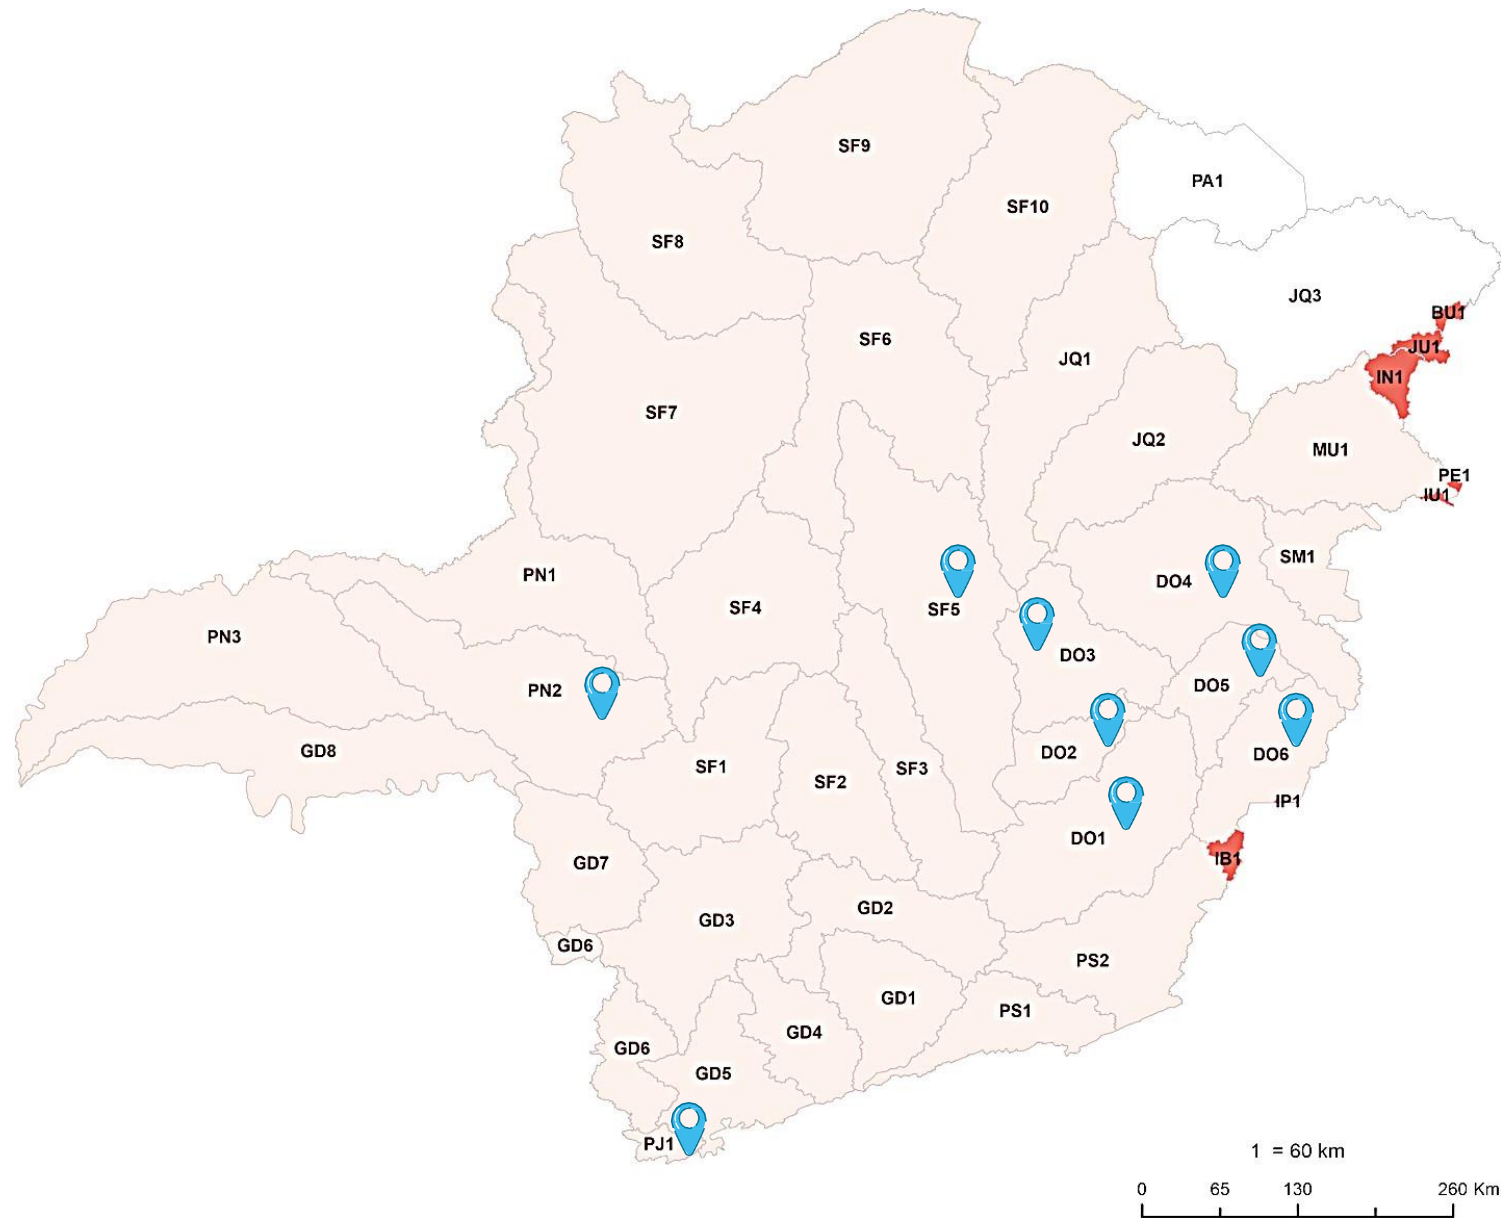 SF9
PA1
SF10
SF8
JQ3
BU1
SF6
JU1
JQ1
IN1
SF7
JQ2
MU1
PE1
IU1
SM1
PN1
DO4
SF4
SF5
PN3
DO3
DO5
PN2
GD8
DO2
DO6
SF1
SF3
SF2
IP1
DO1
IB1
GD7
GD2
GD3
GD6
PS2
GD1
PS1
GD4
GD6
GD5
PJ1
1 = 60 km
0 65 130 260 Km